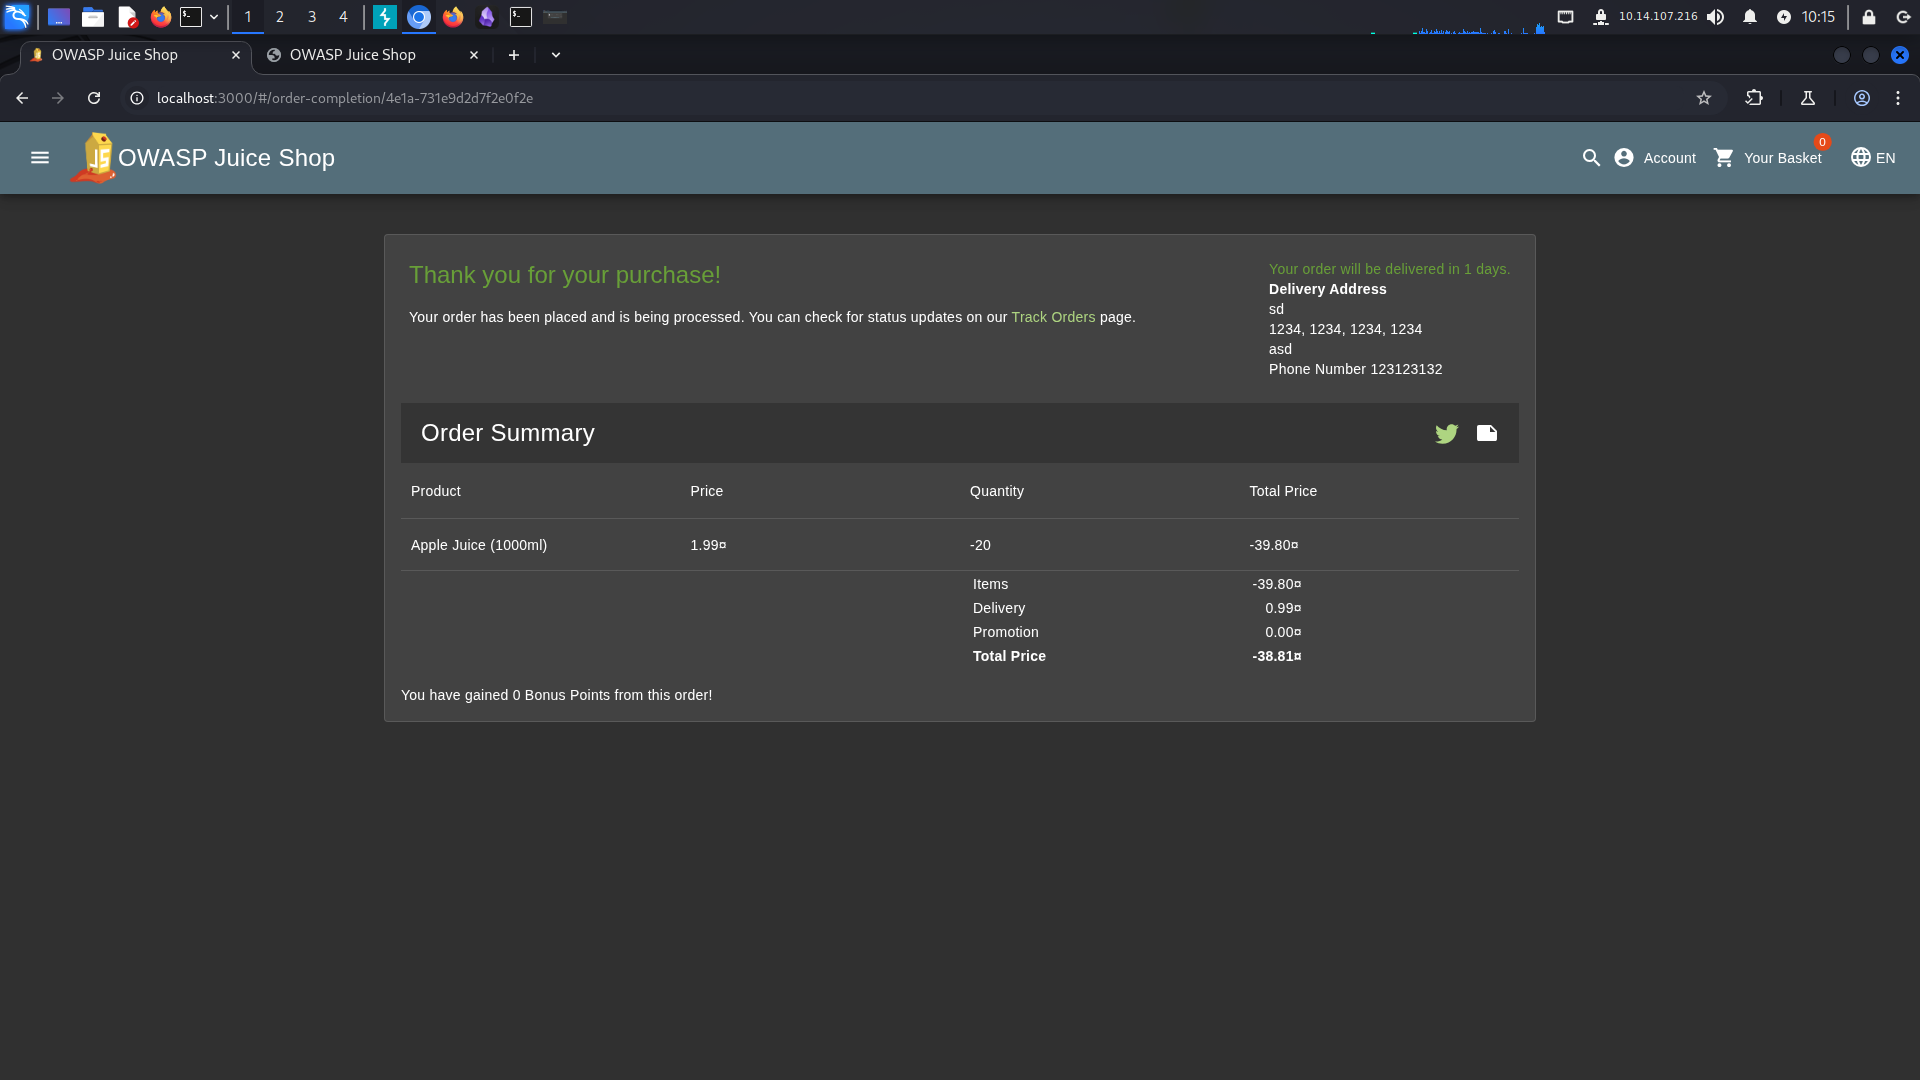 1 2 3 4 10.14.107.216 10:15
OWASP Juice Shop OWASP Juice Shop
localhost:3000/#/order-completion/4e1a-731e9d2d7f2e0f2e
OWASP Juice Shop Account Your Basket 0 EN
Thank you for your purchase!
Your order has been placed and is being processed. You can check for status updates on our Track Orders page.
Your order will be delivered in 1 days.
Delivery Address
sd
1234, 1234, 1234, 1234
asd
Phone Number 123123132
Order Summary
Product Price Quantity Total Price
Apple Juice (1000ml) 1.99¤ -20 -39.80¤
Items -39.80¤
Delivery 0.99¤
Promotion 0.00¤
Total Price -38.81¤
You have gained 0 Bonus Points from this order!